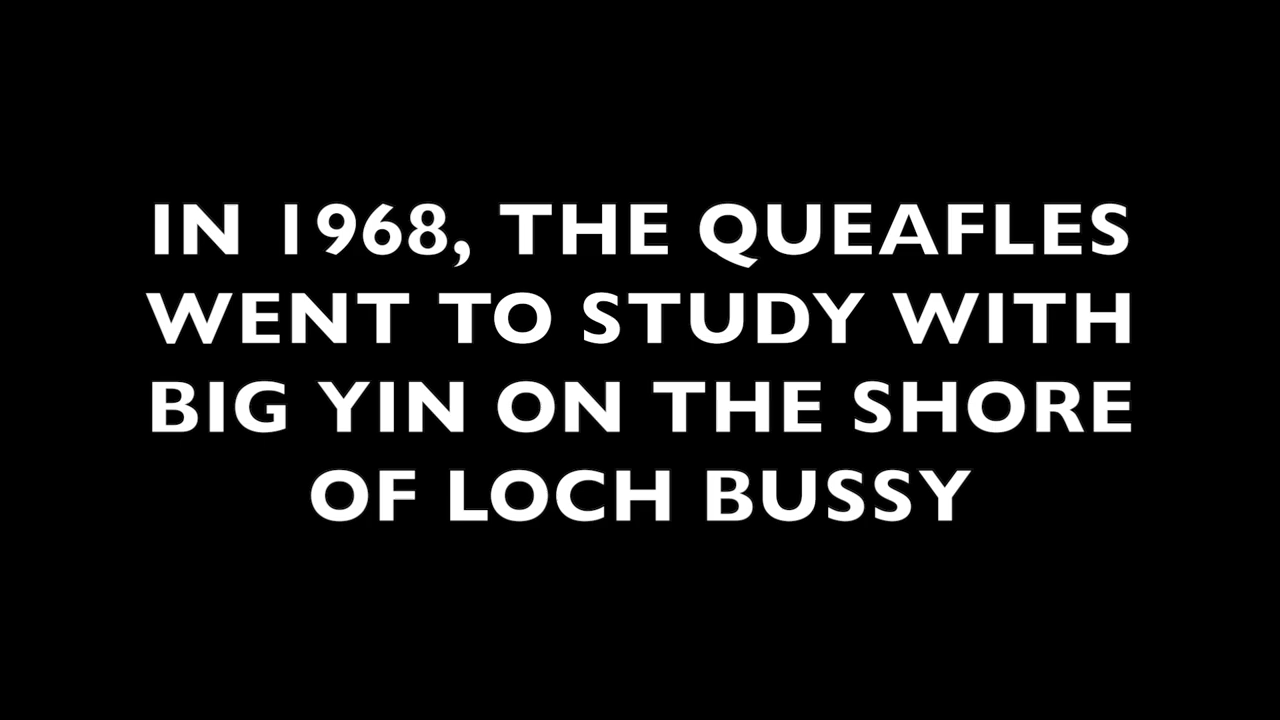 IN 1968, THE QUEAFLES
WENT TO STUDY WITH
BIG YIN ON THE SHORE
OF LOCH BUSSY